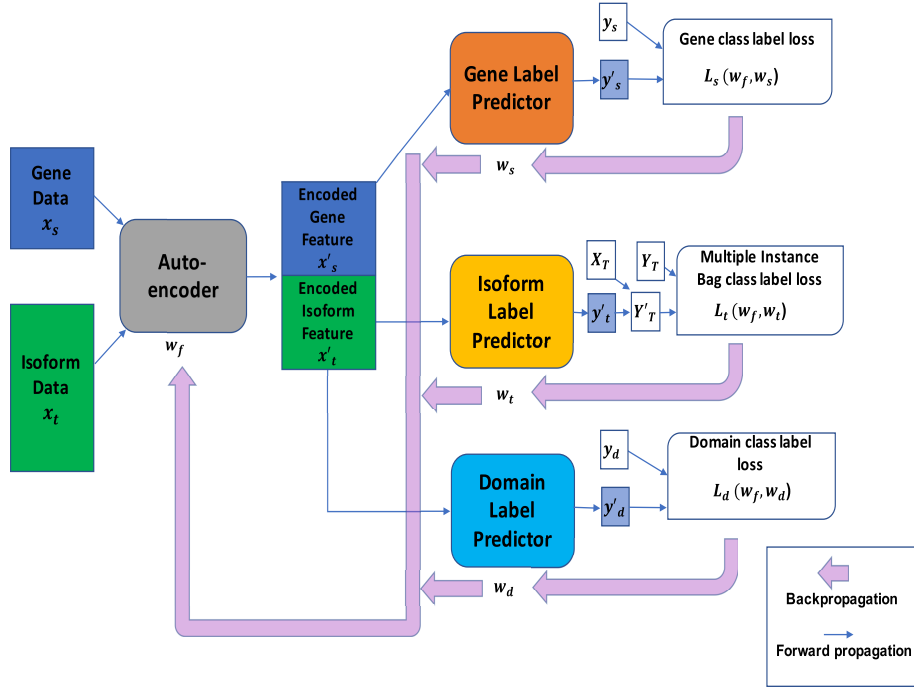 Gene
Data
x_s
Isoform
Data
x_t
Auto-
encoder
w_f
Encoded
Gene
Feature
x'_s
Encoded
Isoform
Feature
x'_t
Gene Label
Predictor
y_s
y'_s
Gene class label loss
L_s (w_f, w_s)
w_s
Isoform
Label
Predictor
X_T
Y_T
y'_t
Y'_T
Multiple Instance
Bag class label loss
L_t (w_f, w_t)
w_t
Domain
Label
Predictor
y_d
y'_d
Domain class label
loss
L_d (w_f, w_d)
w_d
Backpropagation
Forward propagation